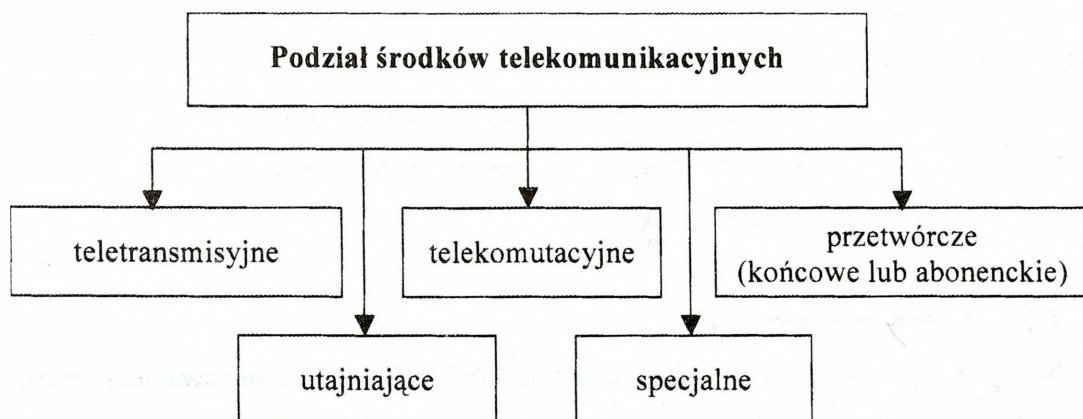 Podział środków telekomunikacyjnych
teletransmisyjne
telekomutacyjne
przetwórcze
(końcowe lub abonenckie)
utajniające
specjalne